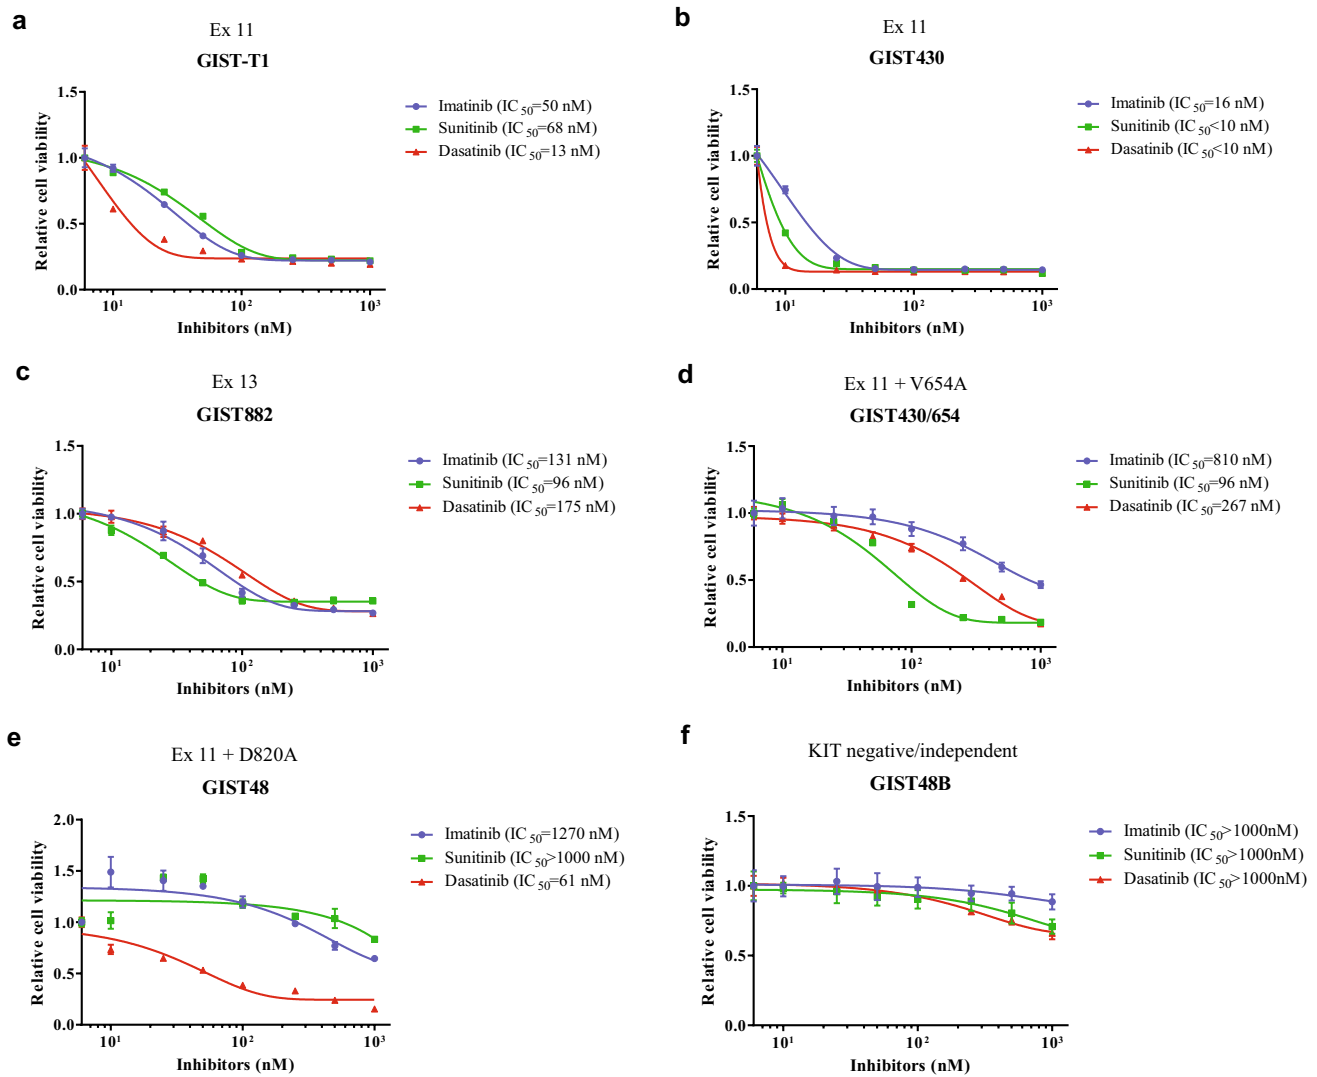 a
Ex 11
GIST-T1
Relative cell viability
1.5
1.0
0.5
0.0
10¹ 10² 10³
Inhibitors (nM)
Imatinib (IC50=50 nM)
Sunitinib (IC50=68 nM)
Dasatinib (IC50=13 nM)
b
Ex 11
GIST430
Relative cell viability
1.5
1.0
0.5
0.0
10¹ 10² 10³
Inhibitors (nM)
Imatinib (IC50=16 nM)
Sunitinib (IC50<10 nM)
Dasatinib (IC50<10 nM)
c
Ex 13
GIST882
Relative cell viability
1.5
1.0
0.5
0.0
10¹ 10² 10³
Inhibitors (nM)
Imatinib (IC50=131 nM)
Sunitinib (IC50=96 nM)
Dasatinib (IC50=175 nM)
d
Ex 11 + V654A
GIST430/654
Relative cell viability
1.5
1.0
0.5
0.0
10¹ 10² 10³
Inhibitors (nM)
Imatinib (IC50=810 nM)
Sunitinib (IC50=96 nM)
Dasatinib (IC50=267 nM)
e
Ex 11 + D820A
GIST48
Relative cell viability
2.0
1.5
1.0
0.5
0.0
10¹ 10² 10³
Inhibitors (nM)
Imatinib (IC50=1270 nM)
Sunitinib (IC50>1000 nM)
Dasatinib (IC50=61 nM)
f
KIT negative/independent
GIST48B
Relative cell viability
1.5
1.0
0.5
0.0
10¹ 10² 10³
Inhibitors (nM)
Imatinib (IC50>1000nM)
Sunitinib (IC50>1000nM)
Dasatinib (IC50>1000nM)